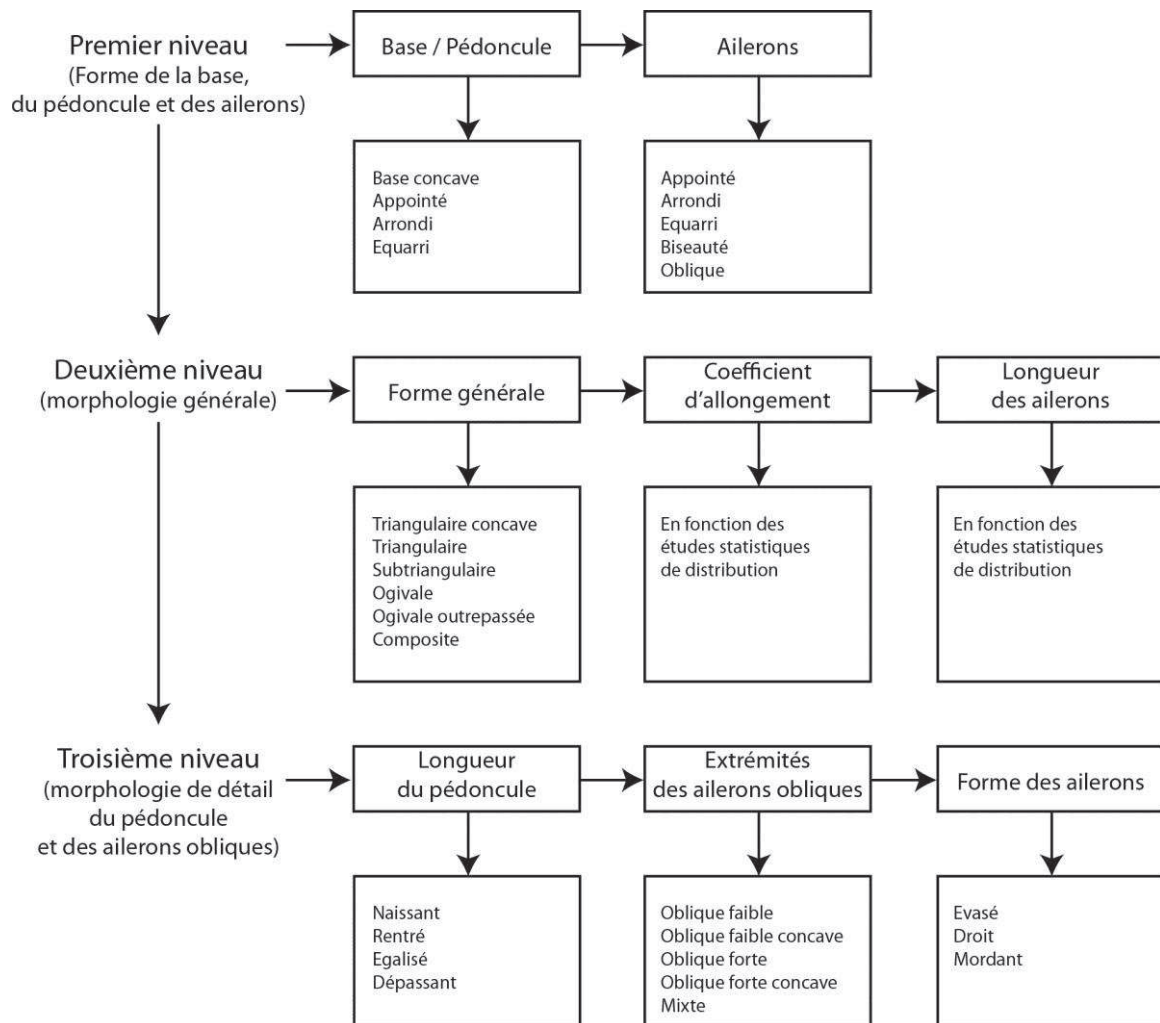 Premier niveau
(Forme de la base,
du pédoncule et des ailerons)
Base / Pédoncule
Ailerons
Base concave
Appointé
Arrondi
Equarri
Appointé
Arrondi
Equarri
Biseauté
Oblique
Deuxième niveau
(morphologie générale)
Forme générale
Coefficient
d'allongement
Longueur
des ailerons
Triangulaire concave
Triangulaire
Subtriangulaire
Ogivale
Ogivale outrepassée
Composite
En fonction des
études statistiques
de distribution
En fonction des
études statistiques
de distribution
Troisième niveau
(morphologie de détail
du pédoncule
et des ailerons obliques)
Longueur
du pédoncule
Extrémités
des ailerons obliques
Forme des ailerons
Naissant
Rentré
Egalisé
Dépassant
Oblique faible
Oblique faible concave
Oblique forte
Oblique forte concave
Mixte
Evasé
Droit
Mordant